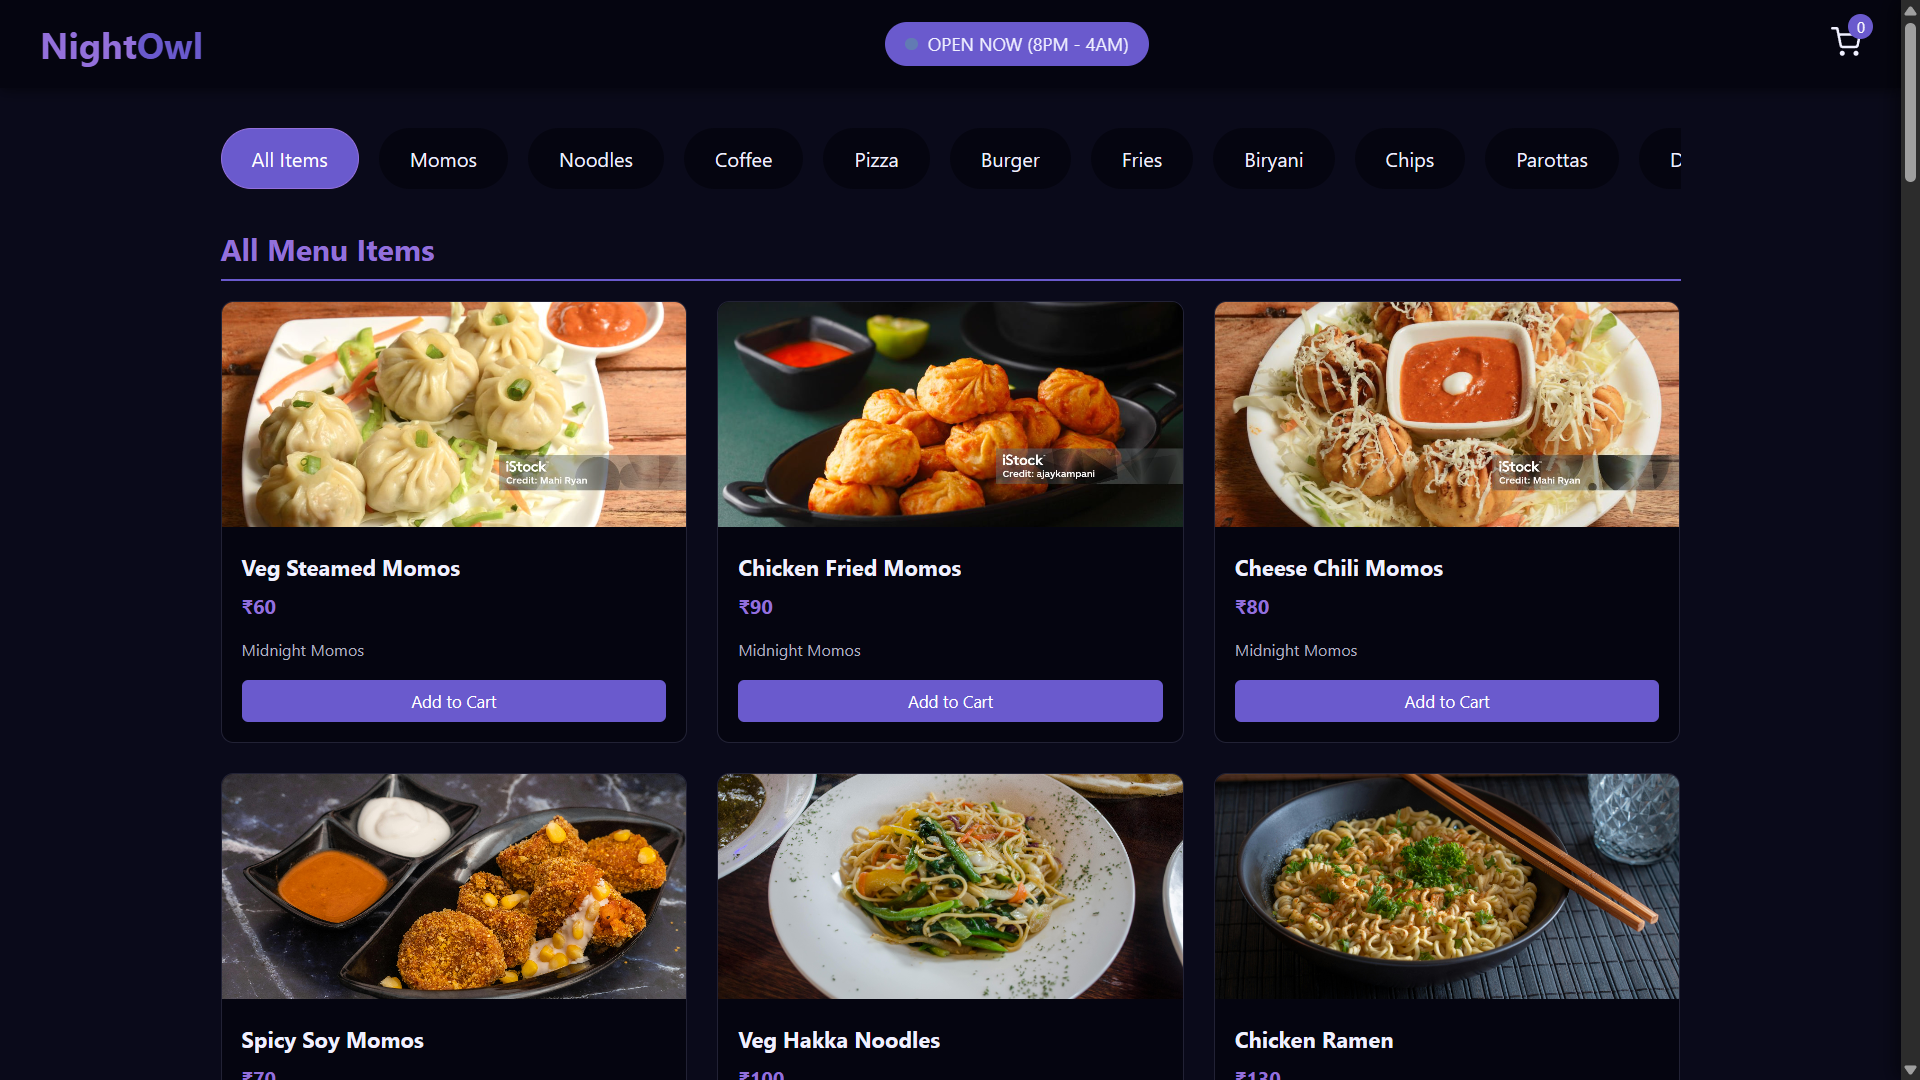 NightOwl
OPEN NOW (8PM - 4AM)
0
All Items
Momos
Noodles
Coffee
Pizza
Burger
Fries
Biryani
Chips
Parottas
D
All Menu Items
iStock
Credit: Mahi Ryan
iStock
Credit: ajaykampani
iStock
Credit: Mahi Ryan
Veg Steamed Momos
₹60
Midnight Momos
Add to Cart
Chicken Fried Momos
₹90
Midnight Momos
Add to Cart
Cheese Chili Momos
₹80
Midnight Momos
Add to Cart
Spicy Soy Momos
₹70
Veg Hakka Noodles
₹100
Chicken Ramen
₹130